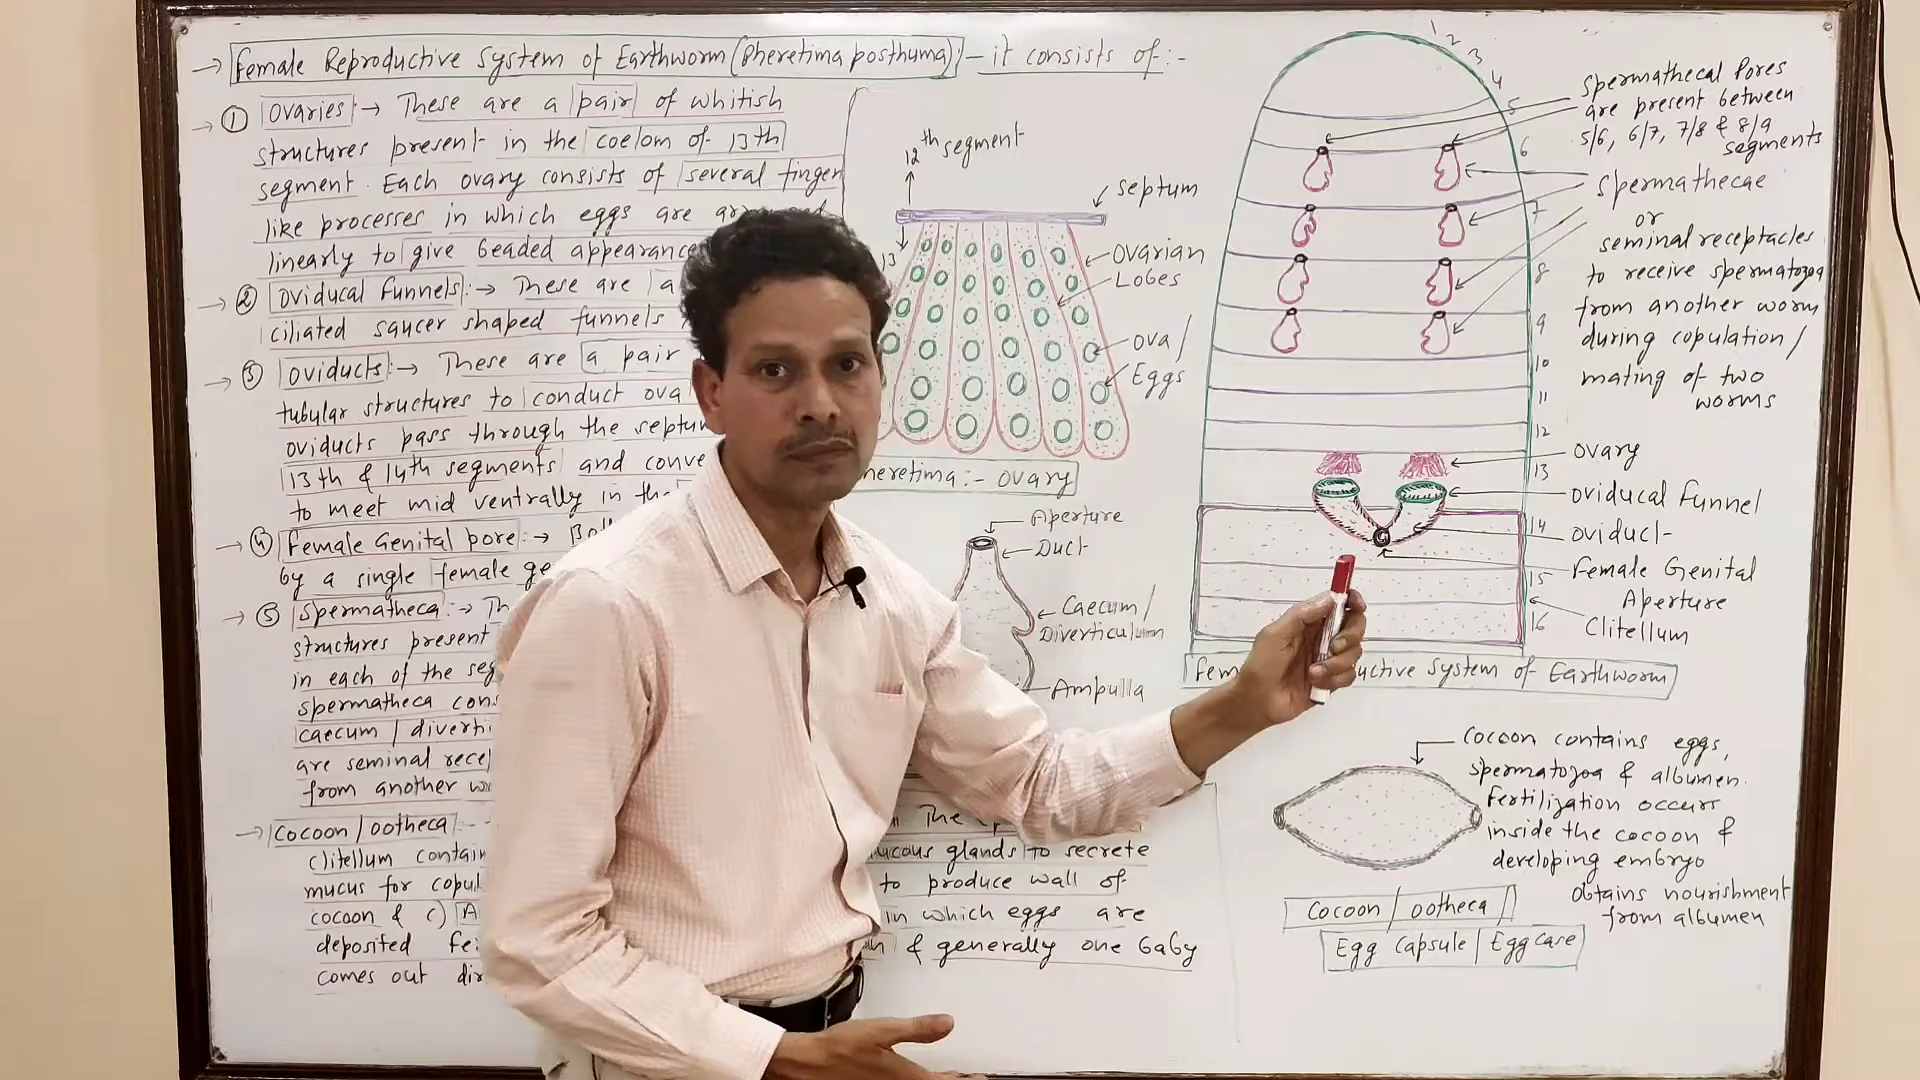 → Female Reproductive System of Earthworm (Pheretima posthuma):- it consists of:-
→ ① Ovaries:→ These are a pair of whitish
structures present in the coelom of 13th
segment. Each ovary consists of several finger
like processes in which eggs are
linearly to give beaded appearance
→ ② Oviducal Funnels:→ These are a
ciliated saucer shaped funnels
→ ③ Oviducts:→ These are a pair
tubular structures to conduct ova
oviducts pass through the septum
13th & 14th segments and conve
to meet mid ventrally in the
→ ④ Female Genital pore:→
by a single female ge
→ ⑤ Spermatheca:→ Th
structures present
in each of the seg
spermatheca cons
caecum / diverti
are seminal rece
from another wo
→ Cocoon / ootheca:-
Clitellum contain
mucus for copul
cocoon & c) A
deposited
comes out dir
The
mucous glands to secrete
to produce wall of
in which eggs are
& generally one baby
12th segment
13
septum
Ovarian
Lobes
ova /
Eggs
heretima:- ovary
Aperture
Duct
Caecum /
Diverticulum
Ampulla
1
2
3
4
5
6
7
8
9
10
11
12
13
14
15
16
Spermathecal Pores
are present between
5/6, 6/7, 7/8 & 8/9
segments
Spermathecae
or
seminal receptacles
to receive spermatozoa
from another worm
during copulation /
mating of two
worms
ovary
oviducal Funnel
oviduct
Female Genital
Aperture
Clitellum
Fem uctive System of Earthworm
Cocoon contains eggs,
spermatozoa & albumen.
Fertilization occurs
inside the cocoon &
developing embryo
obtains nourishment
from albumen
Cocoon / ootheca /
Egg capsule / Egg case